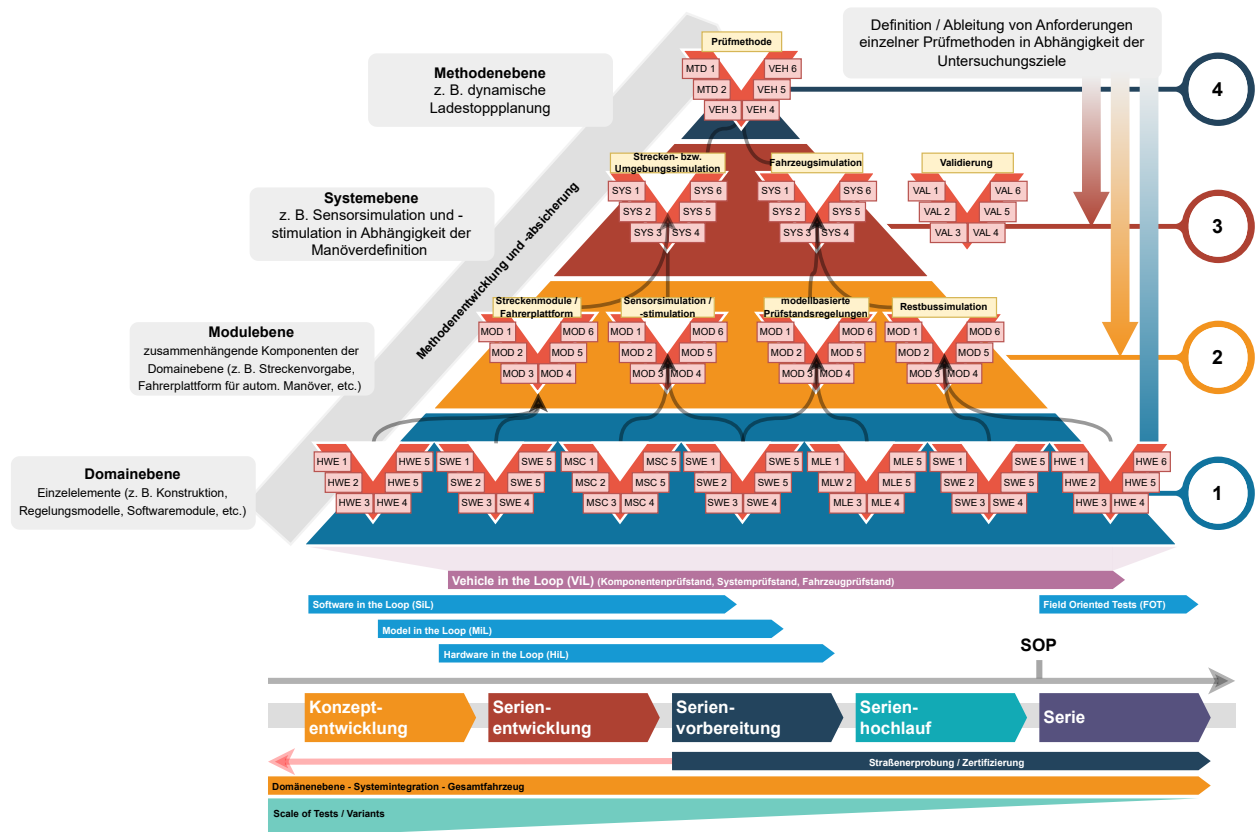 Prüfmethode
MTD 1
VEH 6
MTD 2
VEH 5
VEH 3
VEH 4
Definition / Ableitung von Anforderungen
einzelner Prüfmethoden in Abhängigkeit der
Untersuchungsziele
4
Methodenebene
z. B. dynamische
Ladestoppplanung
Methodenentwicklung und -absicherung
Strecken- bzw.
Umgebungssimulation
SYS 1
SYS 6
SYS 2
SYS 5
SYS 3
SYS 4
Fahrzeugsimulation
SYS 1
SYS 6
SYS 2
SYS 5
SYS 3
SYS 4
Validierung
VAL 1
VAL 6
VAL 2
VAL 5
VAL 3
VAL 4
3
Systemebene
z. B. Sensorsimulation und -
stimulation in Abhängigkeit der
Manöverdefinition
Streckenmodule /
Fahrerplattform
MOD 1
MOD 6
MOD 2
MOD 5
MOD 3
MOD 4
Sensorsimulation /
-stimulation
MOD 1
MOD 6
MOD 2
MOD 5
MOD 3
MOD 4
modellbasierte
Prüfstandsregelungen
MOD 1
MOD 6
MOD 2
MOD 5
MOD 3
MOD 4
Restbussimulation
MOD 1
MOD 6
MOD 2
MOD 5
MOD 3
MOD 4
2
Modulebene
zusammenhängende Komponenten der
Domainebene (z. B. Streckenvorgabe,
Fahrerplattform für autom. Manöver, etc.)
Domainebene
Einzelelemente (z. B. Konstruktion,
Regelungsmodelle, Softwaremodule, etc.)
HWE 1
HWE 5
HWE 2
HWE 5
HWE 3
HWE 4
SWE 1
SWE 5
SWE 2
SWE 5
SWE 3
SWE 4
MSC 1
MSC 5
MSC 2
MSC 5
MSC 3
MSC 4
SWE 1
SWE 5
SWE 2
SWE 5
SWE 3
SWE 4
MLE 1
MLE 5
MLW 2
MLE 5
MLE 3
MLE 4
SWE 1
SWE 5
SWE 2
SWE 5
SWE 3
SWE 4
HWE 1
HWE 6
HWE 2
HWE 5
HWE 3
HWE 4
1
Vehicle in the Loop (ViL) (Komponentenprüfstand, Systemprüfstand, Fahrzeugprüfstand)
Software in the Loop (SiL)
Field Oriented Tests (FOT)
Model in the Loop (MiL)
Hardware in the Loop (HiL)
SOP
Konzept-
entwicklung
Serien-
entwicklung
Serien-
vorbereitung
Serien-
hochlauf
Serie
Straßenerprobung / Zertifizierung
Domänenebene - Systemintegration - Gesamtfahrzeug
Scale of Tests / Variants